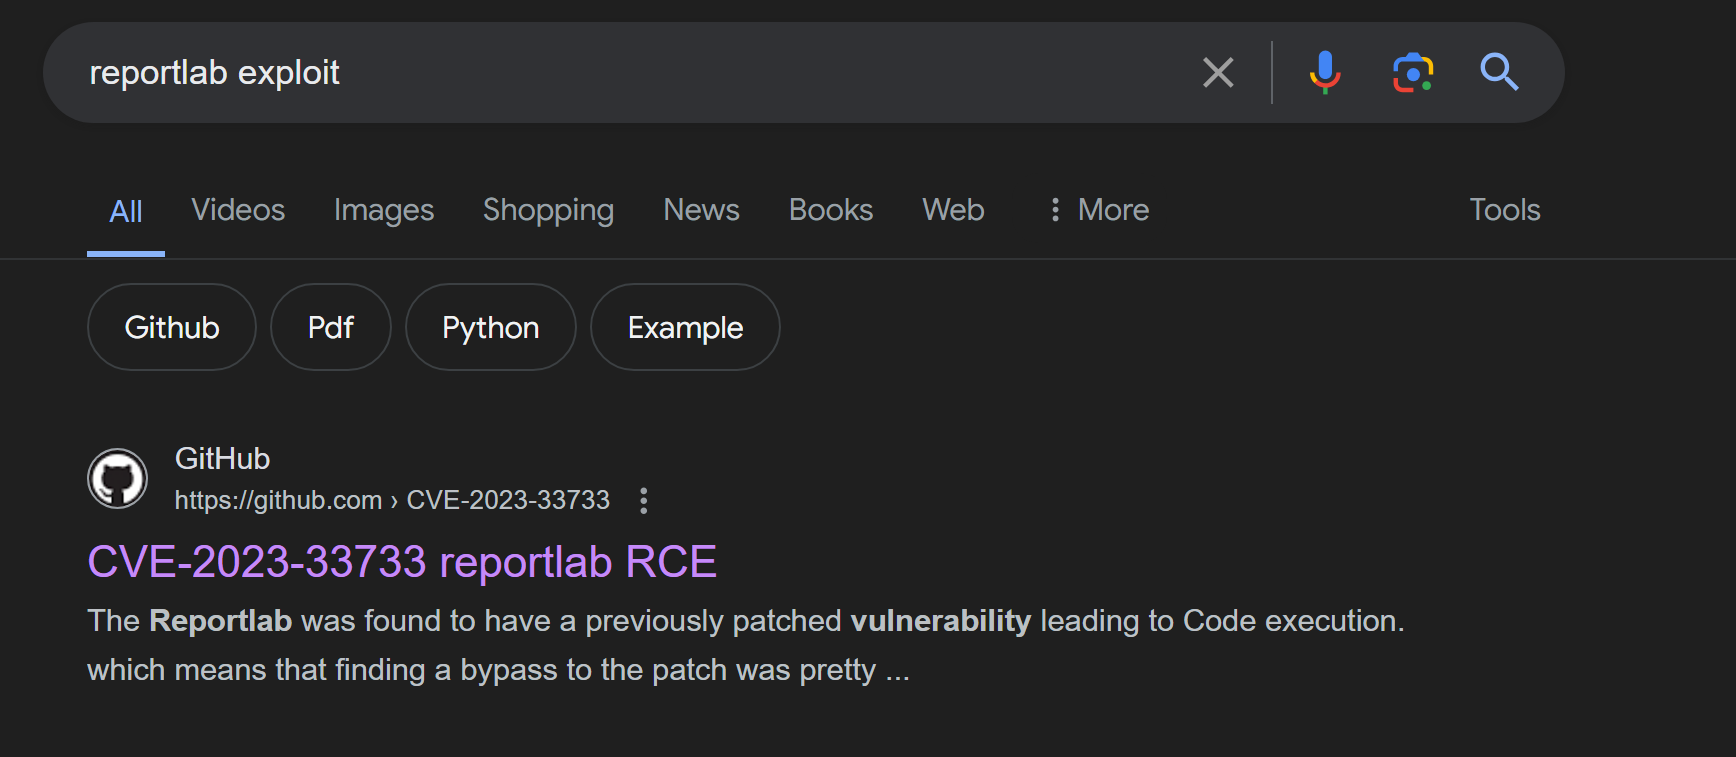 reportlab exploit
All Videos Images Shopping News Books Web More Tools
Github Pdf Python Example
GitHub
https://github.com › CVE-2023-33733
CVE-2023-33733 reportlab RCE
The Reportlab was found to have a previously patched vulnerability leading to Code execution.
which means that finding a bypass to the patch was pretty ...